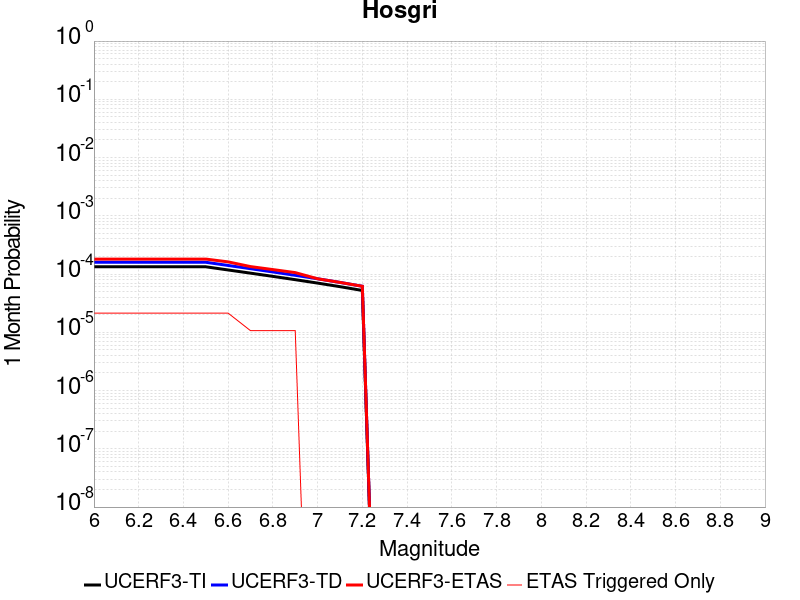 Hosgri
1 Month Probability
10^0
10^-1
10^-2
10^-3
10^-4
10^-5
10^-6
10^-7
10^-8
6 6.2 6.4 6.6 6.8 7 7.2 7.4 7.6 7.8 8 8.2 8.4 8.6 8.8 9
Magnitude
UCERF3-TI UCERF3-TD UCERF3-ETAS ETAS Triggered Only